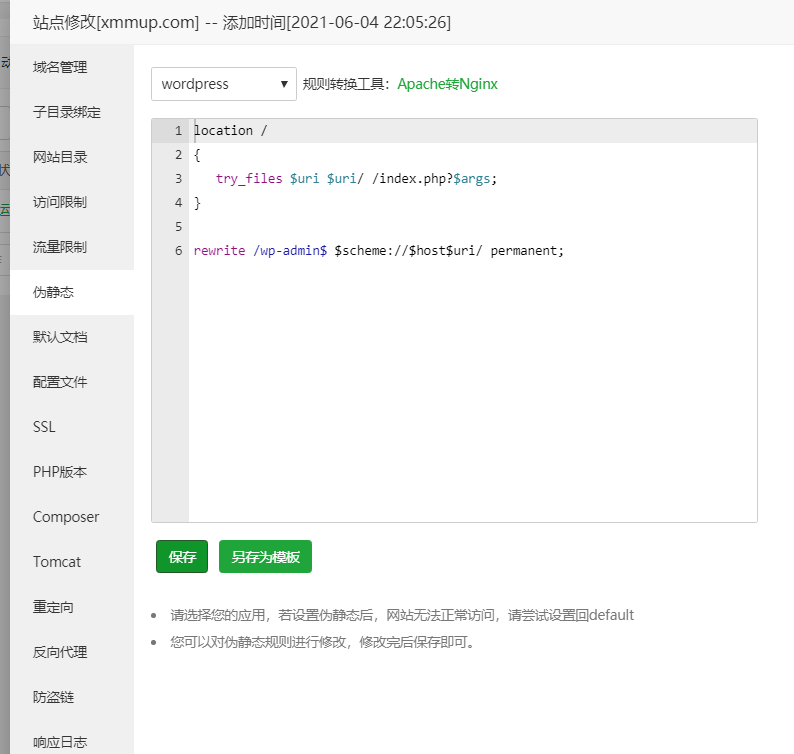 站点修改[xmmup.com] -- 添加时间[2021-06-04 22:05:26]
域名管理
子目录绑定
网站目录
访问限制
流量限制
伪静态
默认文档
配置文件
SSL
PHP版本
Composer
Tomcat
重定向
反向代理
防盗链
响应日志
wordpress ▼ 规则转换工具：Apache转Nginx
1 location /
2 {
3 try_files $uri $uri/ /index.php?$args;
4 }
5
6 rewrite /wp-admin$ $scheme://$host$uri/ permanent;
保存 另存为模板
请选择您的应用，若设置伪静态后，网站无法正常访问，请尝试设置回default
您可以对伪静态规则进行修改，修改完后保存即可。